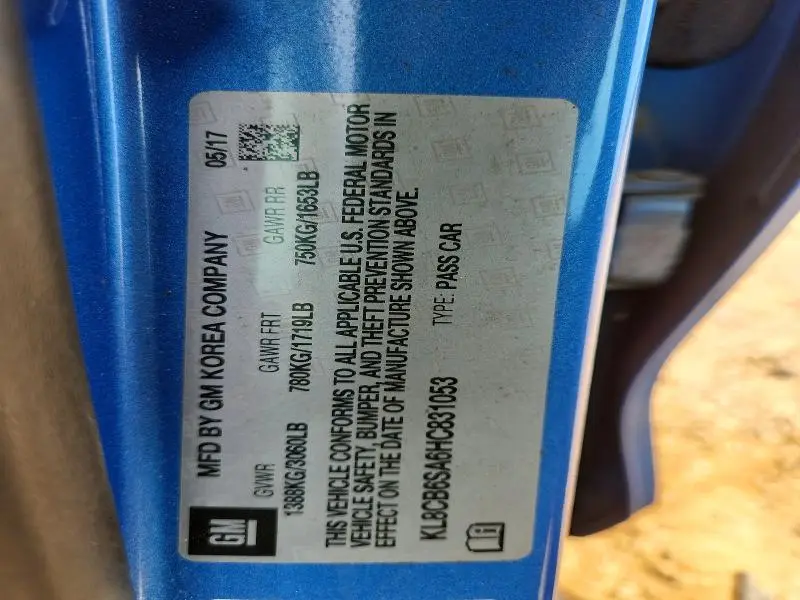 GM
MFD BY GM KOREA COMPANY 05/17
GVWR GAWR FRT GAWR RR
1388KG/3060LB 780KG/1719LB 750KG/1653LB
THIS VEHICLE CONFORMS TO ALL APPLICABLE U.S. FEDERAL MOTOR
VEHICLE SAFETY, BUMPER, AND THEFT PREVENTION STANDARDS IN
EFFECT ON THE DATE OF MANUFACTURE SHOWN ABOVE.
KL8CB6SA6HC831053 TYPE: PASS CAR